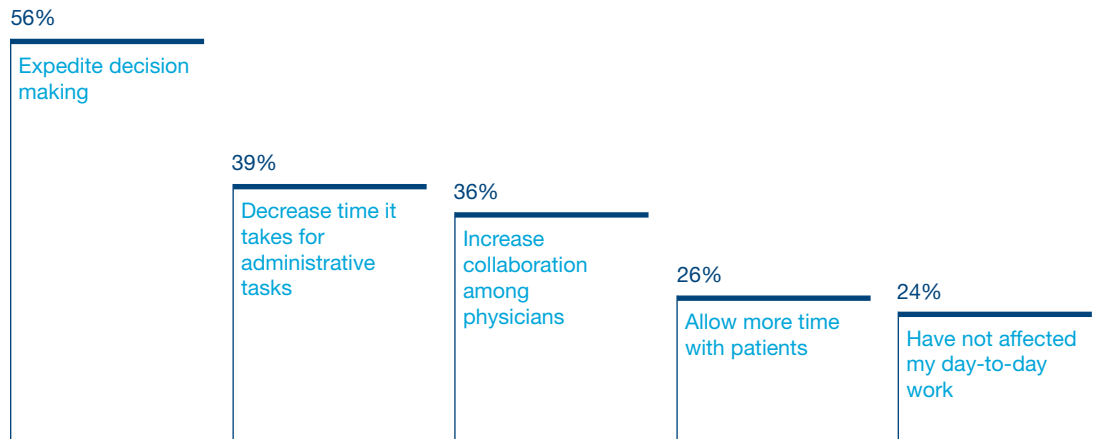 56%
Expedite decision
making
39%
Decrease time it
takes for
administrative
tasks
36%
Increase
collaboration
among
physicians
26%
Allow more time
with patients
24%
Have not affected
my day-to-day
work